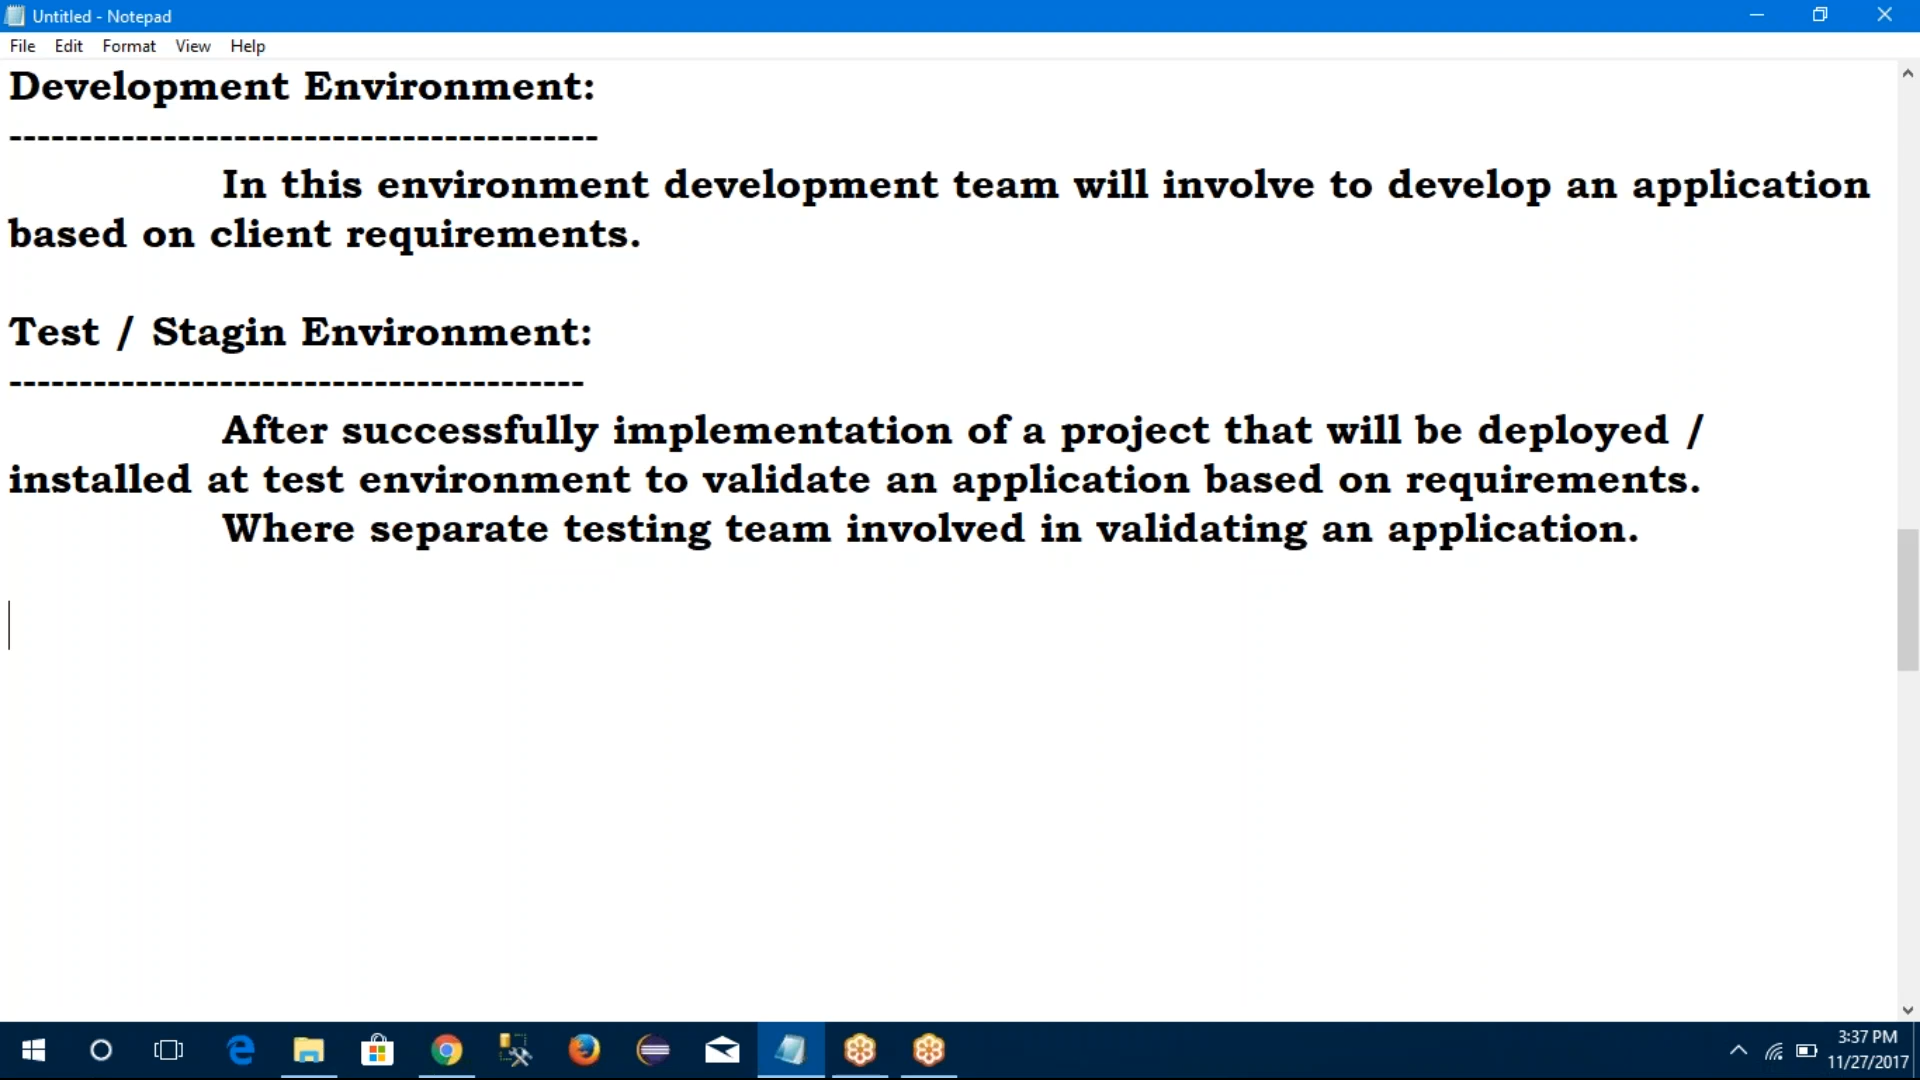 Untitled - Notepad
File Edit Format View Help
Development Environment:
------------------------------------------
In this environment development team will involve to develop an application
based on client requirements.
Test / Stagin Environment:
-----------------------------------------
After successfully implementation of a project that will be deployed /
installed at test environment to validate an application based on requirements.
Where separate testing team involved in validating an application.
3:37 PM
11/27/2017